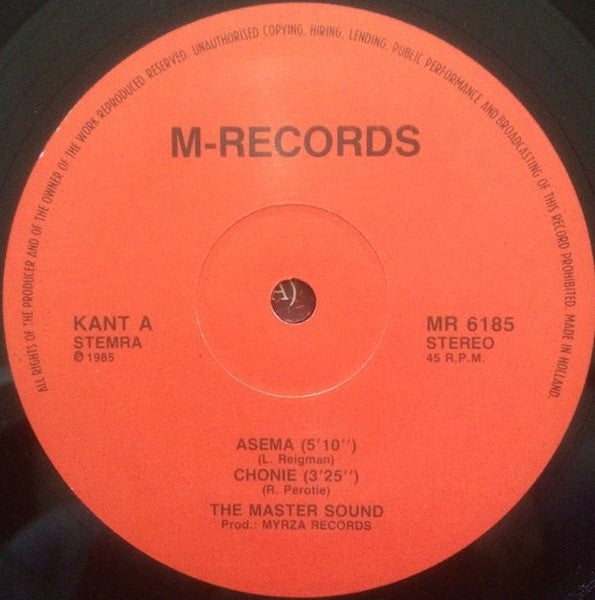 ALL RIGHTS OF THE PRODUCER AND OF THE OWNER OF THE WORK REPRODUCED RESERVED. UNAUTHORISED COPYING, HIRING, LENDING, PUBLIC PERFORMANCE AND BROADCASTING OF THIS RECORD PROHIBITED. MADE IN HOLLAND.
M-RECORDS
A)
KANT A
STEMRA
℗ 1985
MR 6185
STEREO
45 R.P.M.
ASEMA (5'10'')
(L. Reigman)
CHONIE (3'25'')
(R. Perotie)
THE MASTER SOUND
Prod.: MYRZA RECORDS